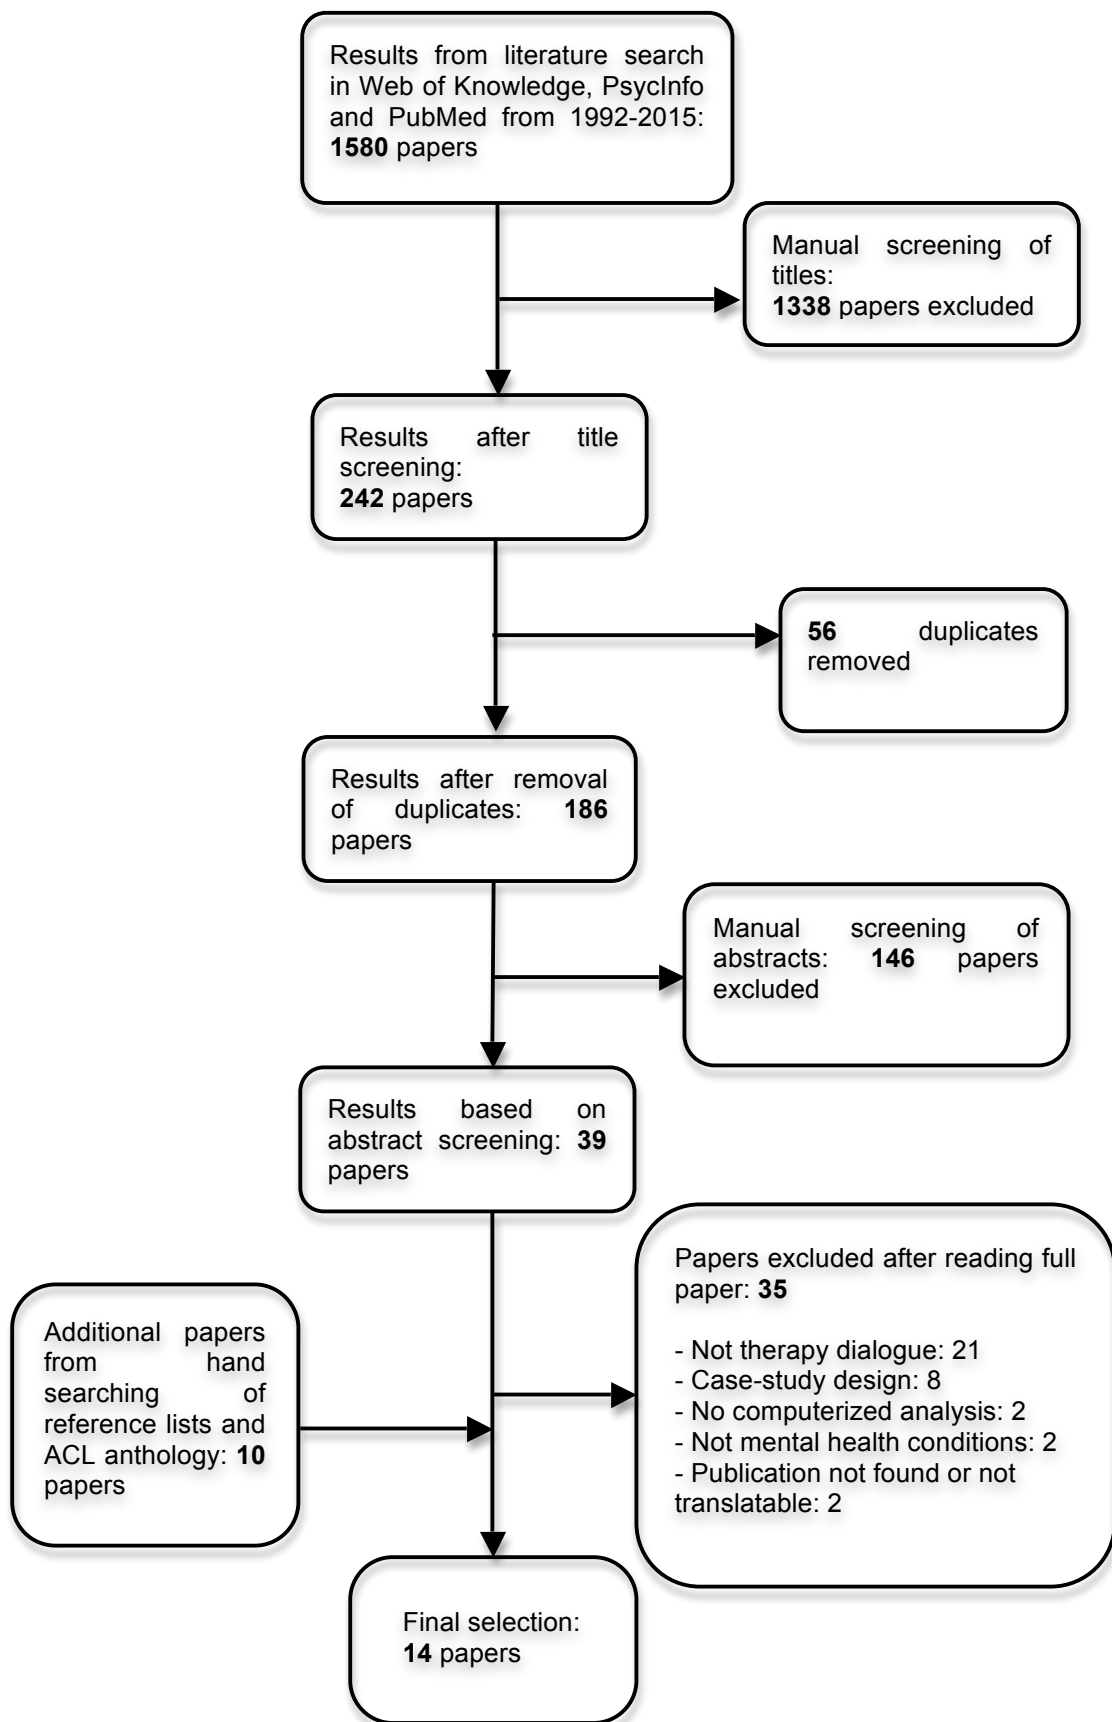 Results from literature search
in Web of Knowledge, PsycInfo
and PubMed from 1992-2015:
1580 papers
Manual screening of
titles:
1338 papers excluded
Results after title
screening:
242 papers
56 duplicates
removed
Results after removal
of duplicates: 186
papers
Manual screening of
abstracts: 146 papers
excluded
Results based on
abstract screening: 39
papers
Papers excluded after reading full
paper: 35
- Not therapy dialogue: 21
- Case-study design: 8
- No computerized analysis: 2
- Not mental health conditions: 2
- Publication not found or not
translatable: 2
Additional papers
from hand
searching of
reference lists and
ACL anthology: 10
papers
Final selection:
14 papers